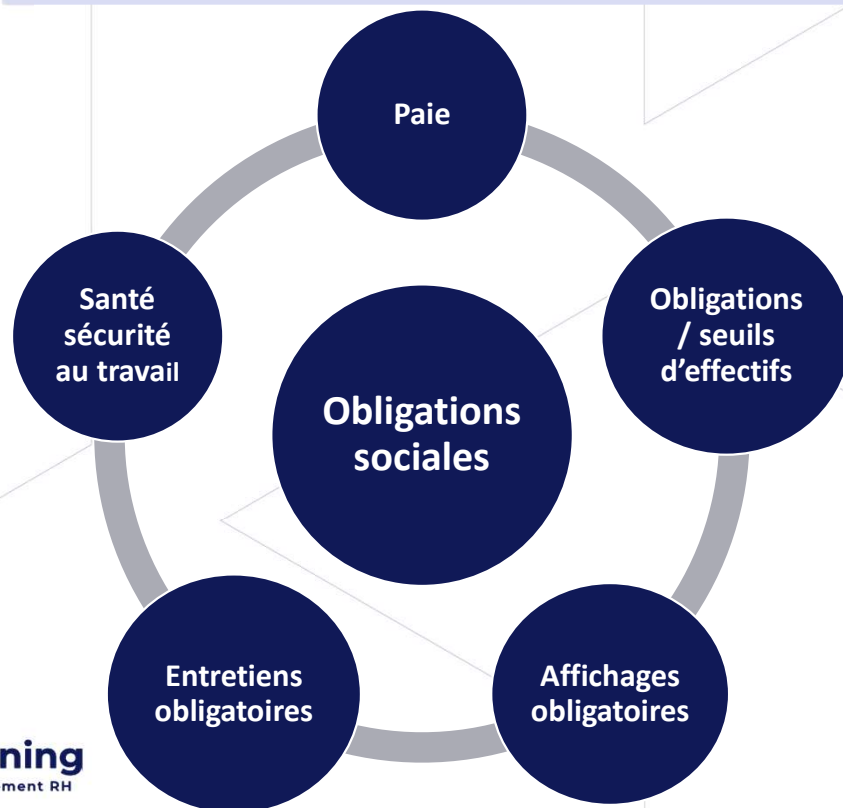 Paie
Obligations
/ seuils
d'effectifs
Affichages
obligatoires
Entretiens
obligatoires
Santé
sécurité
au travail
Obligations
sociales
ning
ment RH